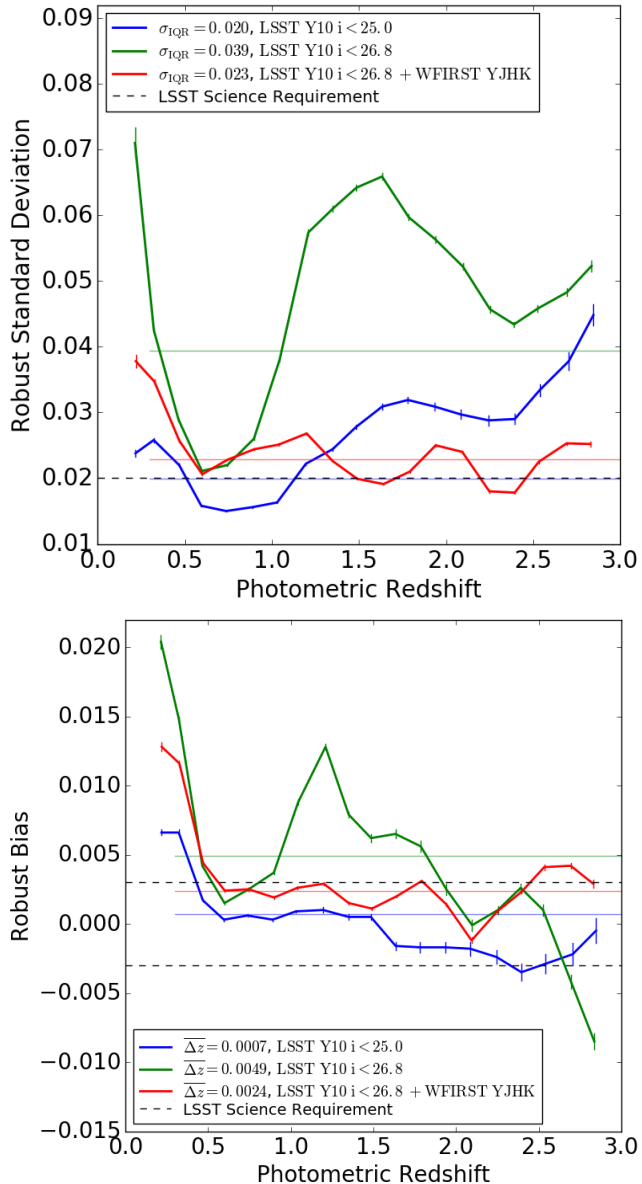 0.09
0.08
0.07
0.06
0.05
0.04
0.03
0.02
0.01
Robust Standard Deviation
σIQR = 0.020, LSST Y10 i < 25.0
σIQR = 0.039, LSST Y10 i < 26.8
σIQR = 0.023, LSST Y10 i < 26.8 + WFIRST YJHK
LSST Science Requirement
0.0 0.5 1.0 1.5 2.0 2.5 3.0
Photometric Redshift
0.020
0.015
0.010
0.005
0.000
−0.005
−0.010
−0.015
Robust Bias
Δz = 0.0007, LSST Y10 i < 25.0
Δz = 0.0049, LSST Y10 i < 26.8
Δz = 0.0024, LSST Y10 i < 26.8 + WFIRST YJHK
LSST Science Requirement
0.0 0.5 1.0 1.5 2.0 2.5 3.0
Photometric Redshift